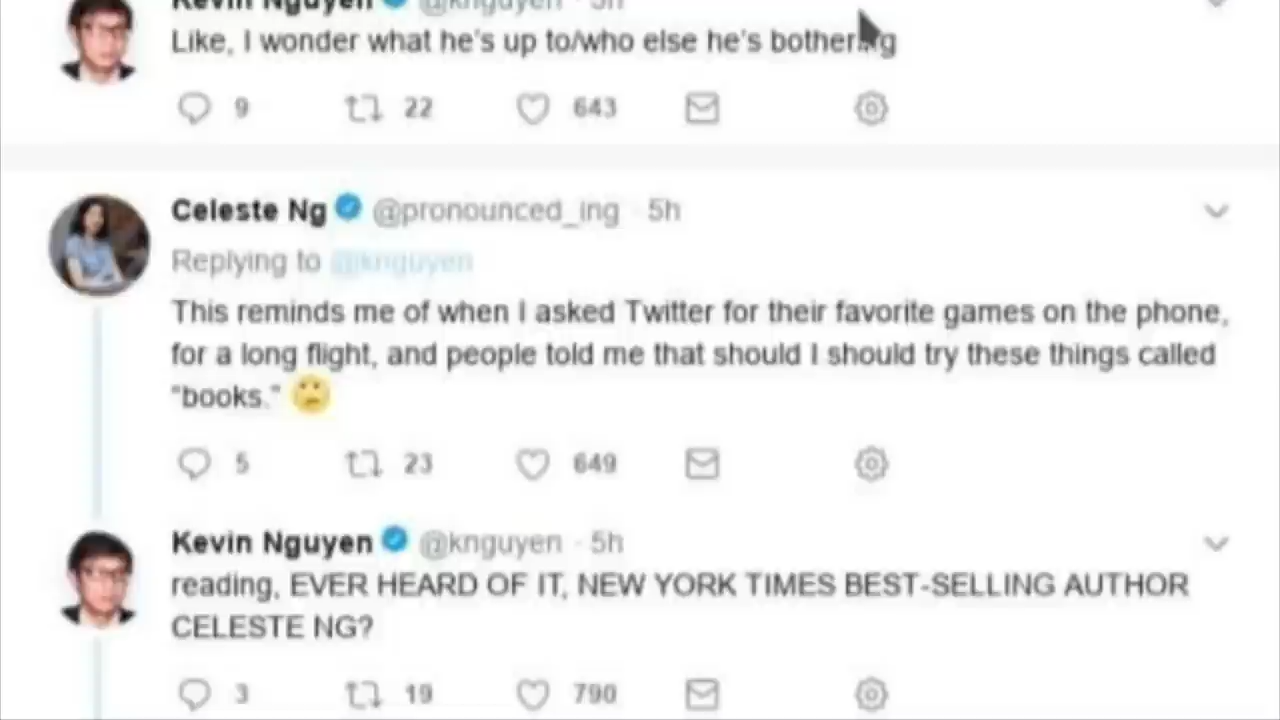 Kevin Nguyen @knguyen · 5h
Like, I wonder what he's up to/who else he's bothering
9 22 643
Celeste Ng @pronounced_ing · 5h
Replying to @knguyen
This reminds me of when I asked Twitter for their favorite games on the phone,
for a long flight, and people told me that should I should try these things called
"books."
5 23 649
Kevin Nguyen @knguyen · 5h
reading, EVER HEARD OF IT, NEW YORK TIMES BEST-SELLING AUTHOR
CELESTE NG?
3 19 790